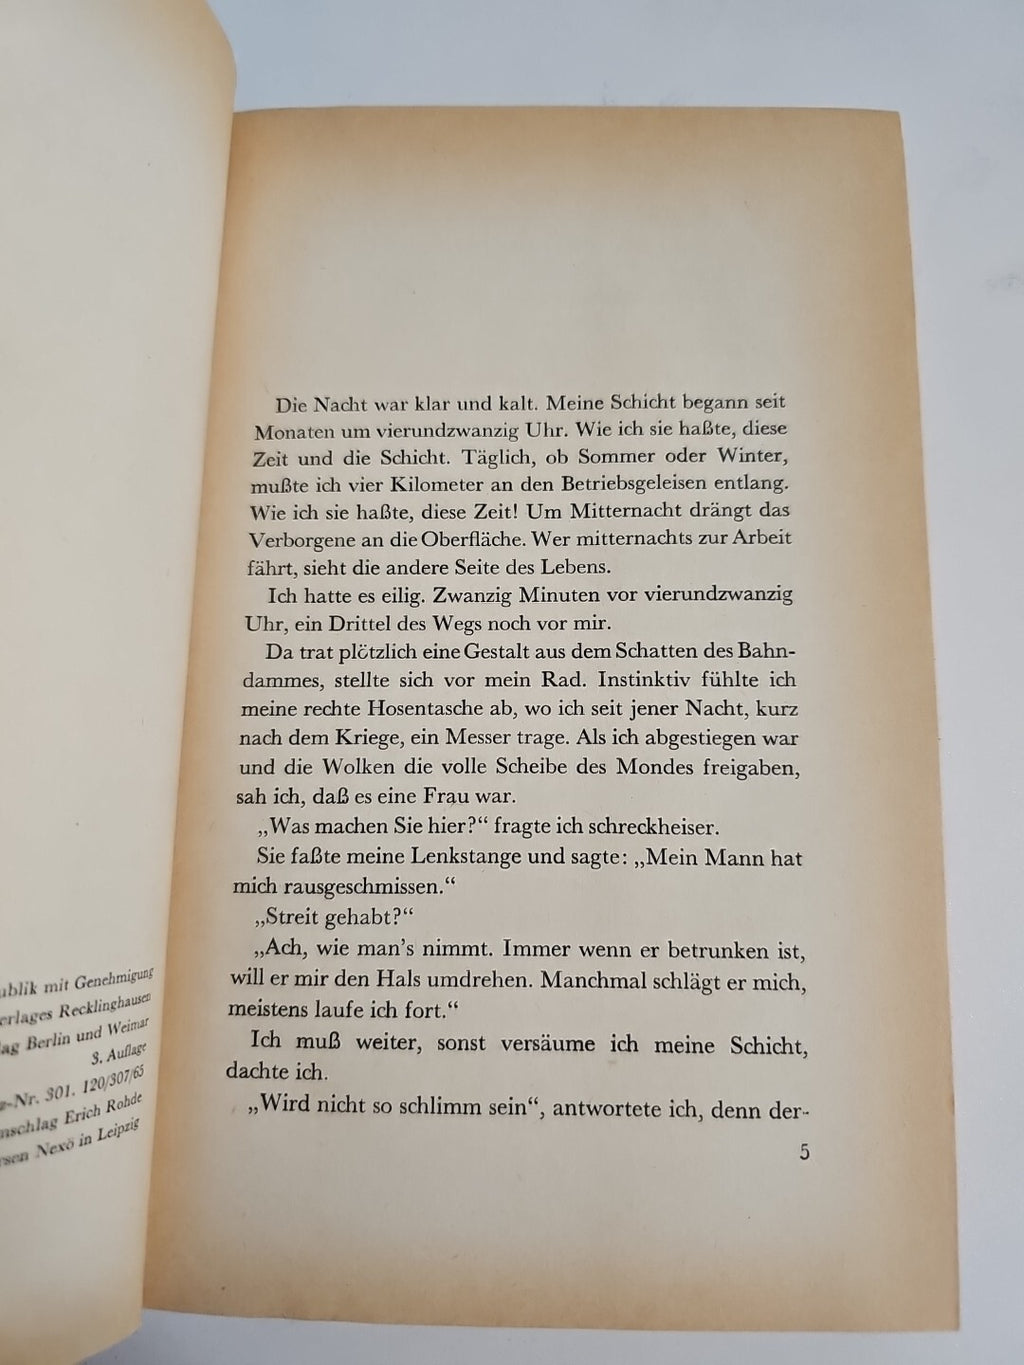 ublik mit Genehmigung
erlages Recklinghausen
ag Berlin und Weimar
3. Auflage
z-Nr. 301. 120/307/65
nschlag Erich Rohde
rsen Nexö in Leipzig
Die Nacht war klar und kalt. Meine Schicht begann seit
Monaten um vierundzwanzig Uhr. Wie ich sie haßte, diese
Zeit und die Schicht. Täglich, ob Sommer oder Winter,
mußte ich vier Kilometer an den Betriebsgeleisen entlang.
Wie ich sie haßte, diese Zeit! Um Mitternacht drängt das
Verborgene an die Oberfläche. Wer mitternachts zur Arbeit
fährt, sieht die andere Seite des Lebens.
Ich hatte es eilig. Zwanzig Minuten vor vierundzwanzig
Uhr, ein Drittel des Wegs noch vor mir.
Da trat plötzlich eine Gestalt aus dem Schatten des Bahn-
dammes, stellte sich vor mein Rad. Instinktiv fühlte ich
meine rechte Hosentasche ab, wo ich seit jener Nacht, kurz
nach dem Kriege, ein Messer trage. Als ich abgestiegen war
und die Wolken die volle Scheibe des Mondes freigaben,
sah ich, daß es eine Frau war.
„Was machen Sie hier?“ fragte ich schreckheiser.
Sie faßte meine Lenkstange und sagte: „Mein Mann hat
mich rausgeschmissen.“
„Streit gehabt?“
„Ach, wie man's nimmt. Immer wenn er betrunken ist,
will er mir den Hals umdrehen. Manchmal schlägt er mich,
meistens laufe ich fort.“
Ich muß weiter, sonst versäume ich meine Schicht,
dachte ich.
„Wird nicht so schlimm sein“, antwortete ich, denn der-
5